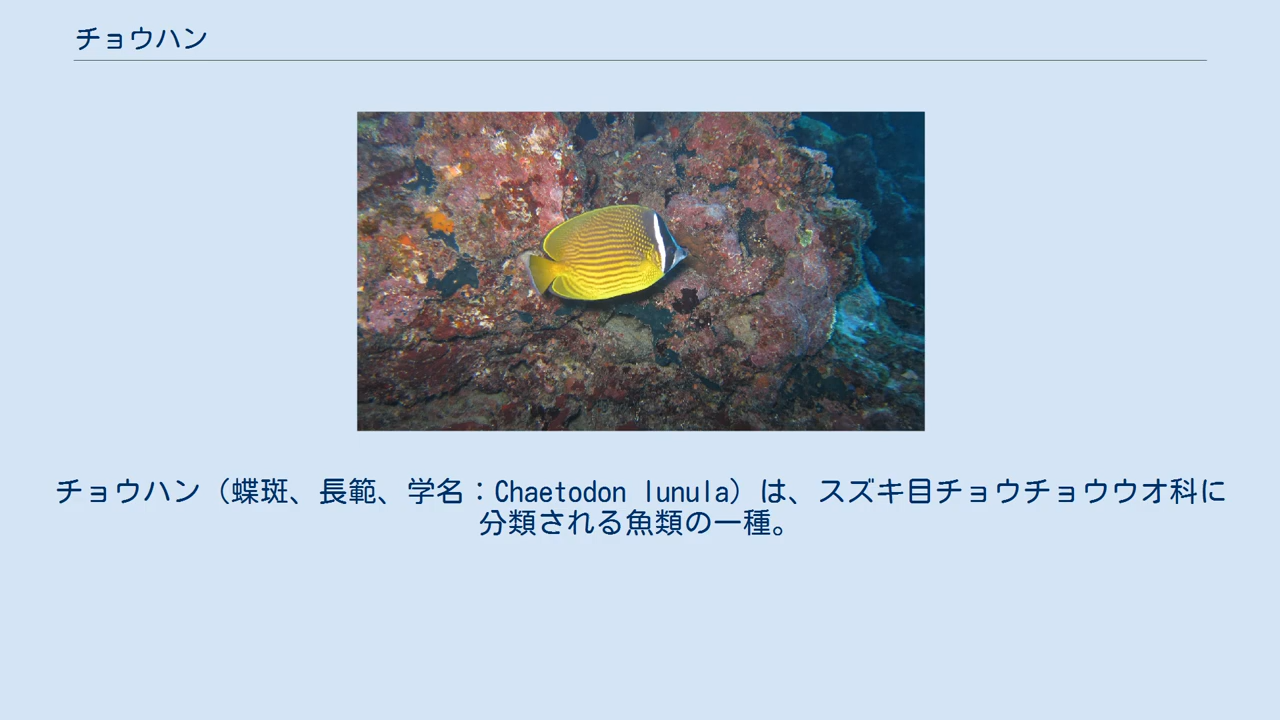 チョウハン
チョウハン（蝶斑、長範、学名：Chaetodon lunula）は、スズキ目チョウチョウウオ科に
分類される魚類の一種。